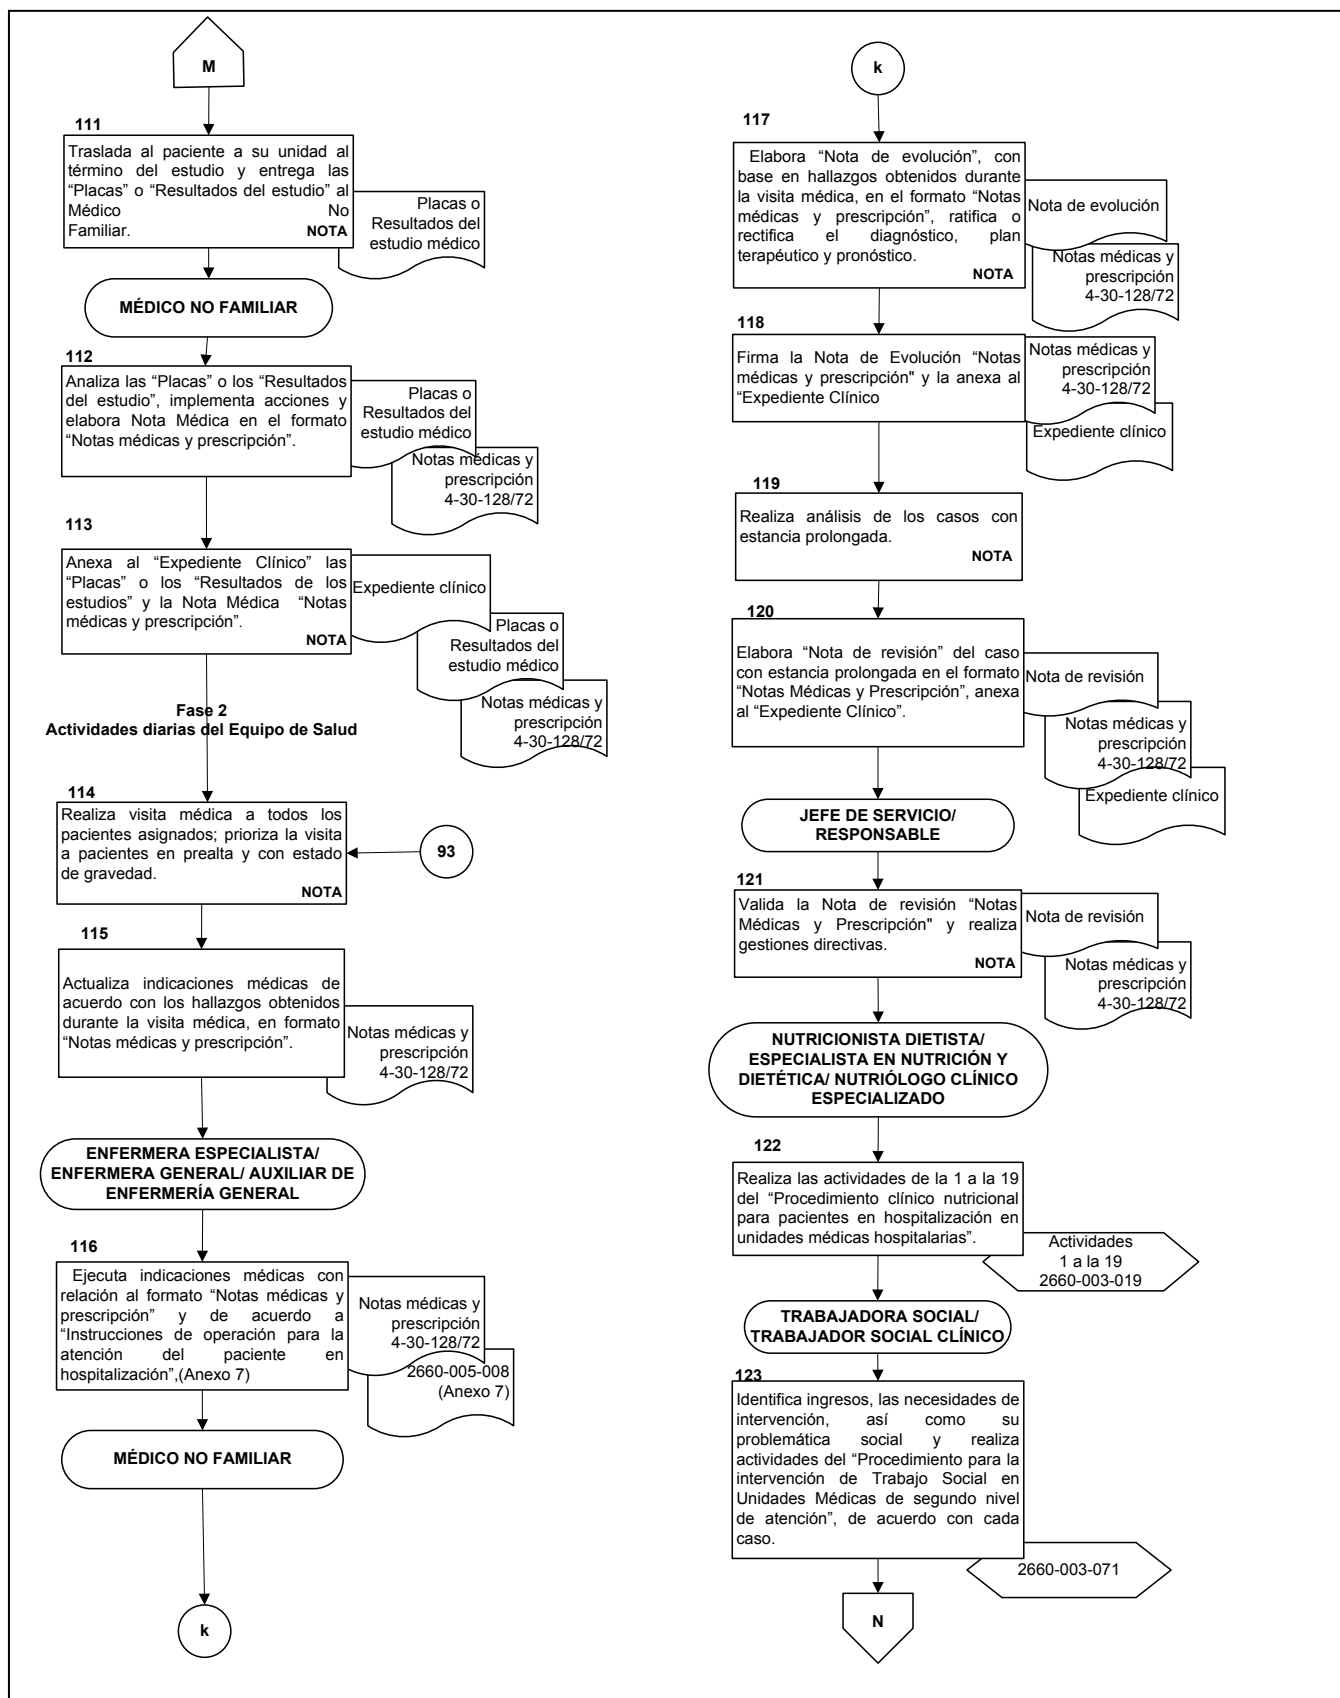 M
111
Traslada al paciente a su unidad al
término del estudio y entrega las
“Placas” o “Resultados del estudio” al
Médico No
Familiar. NOTA
Placas o
Resultados del
estudio médico
MÉDICO NO FAMILIAR
112
Analiza las “Placas” o los “Resultados
del estudio”, implementa acciones y
elabora Nota Médica en el formato
“Notas médicas y prescripción”.
Placas o
Resultados del
estudio médico
Notas médicas y
prescripción
4-30-128/72
113
Anexa al “Expediente Clínico” las
“Placas” o los “Resultados de los
estudios” y la Nota Médica “Notas
médicas y prescripción”.
NOTA
Expediente clínico
Placas o
Resultados del
estudio médico
Notas médicas y
prescripción
4-30-128/72
Fase 2
Actividades diarias del Equipo de Salud
114
Realiza visita médica a todos los
pacientes asignados; prioriza la visita
a pacientes en prealta y con estado
de gravedad.
NOTA
93
115
Actualiza indicaciones médicas de
acuerdo con los hallazgos obtenidos
durante la visita médica, en formato
“Notas médicas y prescripción”.
Notas médicas y
prescripción
4-30-128/72
ENFERMERA ESPECIALISTA/
ENFERMERA GENERAL/ AUXILIAR DE
ENFERMERÍA GENERAL
116
Ejecuta indicaciones médicas con
relación al formato “Notas médicas y
prescripción” y de acuerdo a
“Instrucciones de operación para la
atención del paciente en
hospitalización”,(Anexo 7)
Notas médicas y
prescripción
4-30-128/72
2660-005-008
(Anexo 7)
MÉDICO NO FAMILIAR
k
k
117
Elabora “Nota de evolución”, con
base en hallazgos obtenidos durante
la visita médica, en el formato “Notas
médicas y prescripción”, ratifica o
rectifica el diagnóstico, plan
terapéutico y pronóstico.
NOTA
Nota de evolución
Notas médicas y
prescripción
4-30-128/72
118
Firma la Nota de Evolución “Notas
médicas y prescripción" y la anexa al
“Expediente Clínico
Notas médicas y
prescripción
4-30-128/72
Expediente clínico
119
Realiza análisis de los casos con
estancia prolongada.
NOTA
120
Elabora “Nota de revisión” del caso
con estancia prolongada en el formato
“Notas Médicas y Prescripción”, anexa
al “Expediente Clínico”.
Nota de revisión
Notas médicas y
prescripción
4-30-128/72
Expediente clínico
JEFE DE SERVICIO/
RESPONSABLE
121
Valida la Nota de revisión “Notas
Médicas y Prescripción" y realiza
gestiones directivas.
NOTA
Nota de revisión
Notas médicas y
prescripción
4-30-128/72
NUTRICIONISTA DIETISTA/
ESPECIALISTA EN NUTRICIÓN Y
DIETÉTICA/ NUTRIÓLOGO CLÍNICO
ESPECIALIZADO
122
Realiza las actividades de la 1 a la 19
del “Procedimiento clínico nutricional
para pacientes en hospitalización en
unidades médicas hospitalarias”.
Actividades
1 a la 19
2660-003-019
TRABAJADORA SOCIAL/
TRABAJADOR SOCIAL CLÍNICO
123
Identifica ingresos, las necesidades de
intervención, así como su
problemática social y realiza
actividades del “Procedimiento para la
intervención de Trabajo Social en
Unidades Médicas de segundo nivel
de atención”, de acuerdo con cada
caso.
2660-003-071
N